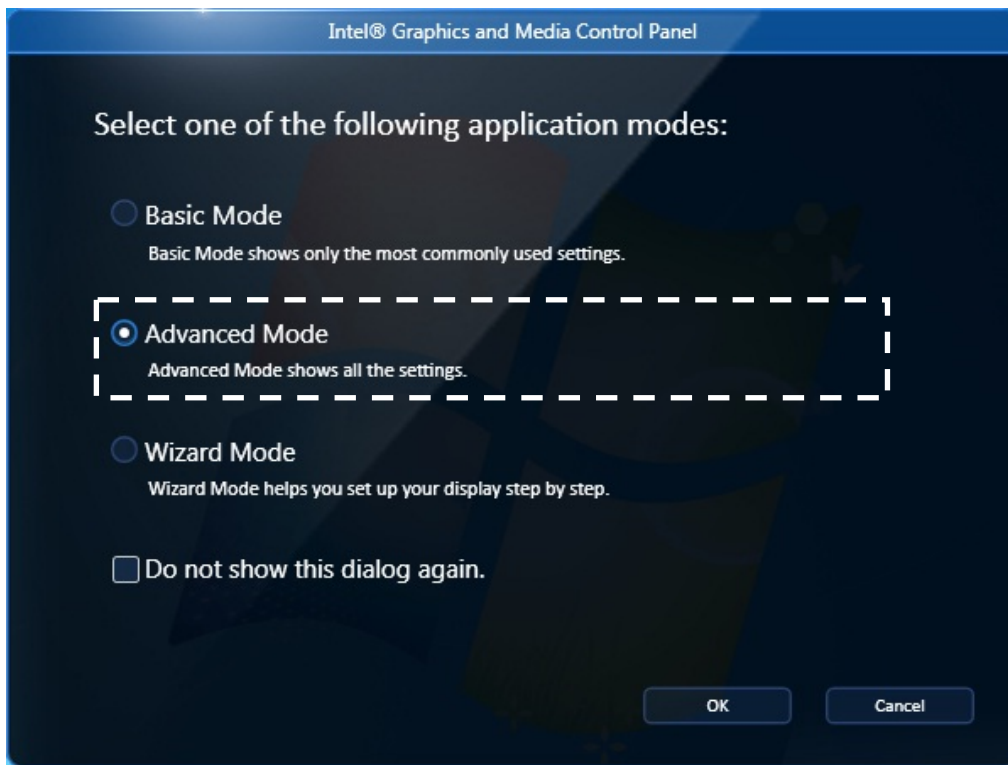 Intel® Graphics and Media Control Panel
Select one of the following application modes:
Basic Mode
Basic Mode shows only the most commonly used settings.
Advanced Mode
Advanced Mode shows all the settings.
Wizard Mode
Wizard Mode helps you set up your display step by step.
Do not show this dialog again.
OK Cancel